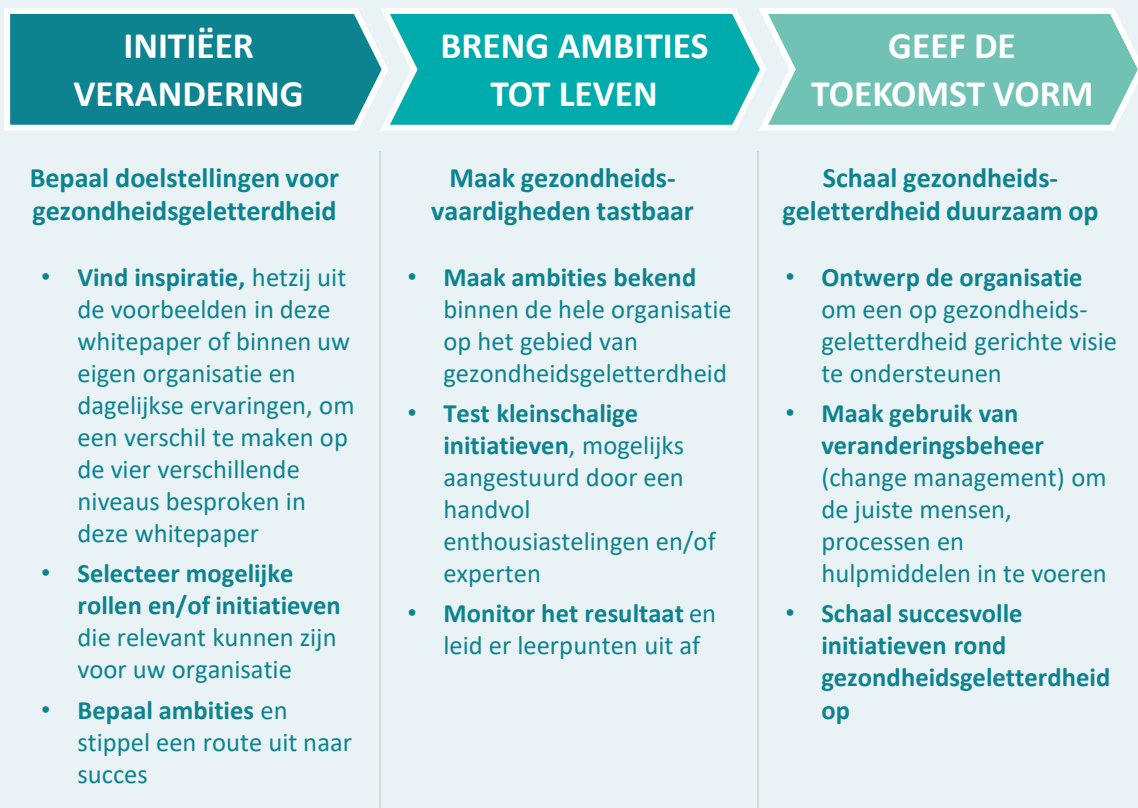 INITIËER
VERANDERING
Bepaal doelstellingen voor
gezondheidsgeletterdheid
• Vind inspiratie, hetzij uit
de voorbeelden in deze
whitepaper of binnen uw
eigen organisatie en
dagelijkse ervaringen, om
een verschil te maken op
de vier verschillende
niveaus besproken in
deze whitepaper
• Selecteer mogelijke
rollen en/of initiatieven
die relevant kunnen zijn
voor uw organisatie
• Bepaal ambities en
stippel een route uit naar
succes
BRENG AMBITIES
TOT LEVEN
Maak gezondheids-
vaardigheden tastbaar
• Maak ambities bekend
binnen de hele organisatie
op het gebied van
gezondheidsgeletterdheid
• Test kleinschalige
initiatieven, mogelijks
aangestuurd door een
handvol
enthousiastelingen en/of
experten
• Monitor het resultaat en
leid er leerpunten uit af
GEEF DE
TOEKOMST VORM
Schaal gezondheids-
geletterdheid duurzaam op
• Ontwerp de organisatie
om een op gezondheids-
geletterdheid gerichte visie
te ondersteunen
• Maak gebruik van
veranderingsbeheer
(change management) om
de juiste mensen,
processen en
hulpmiddelen in te voeren
• Schaal succesvolle
initiatieven rond
gezondheidsgeletterdheid
op